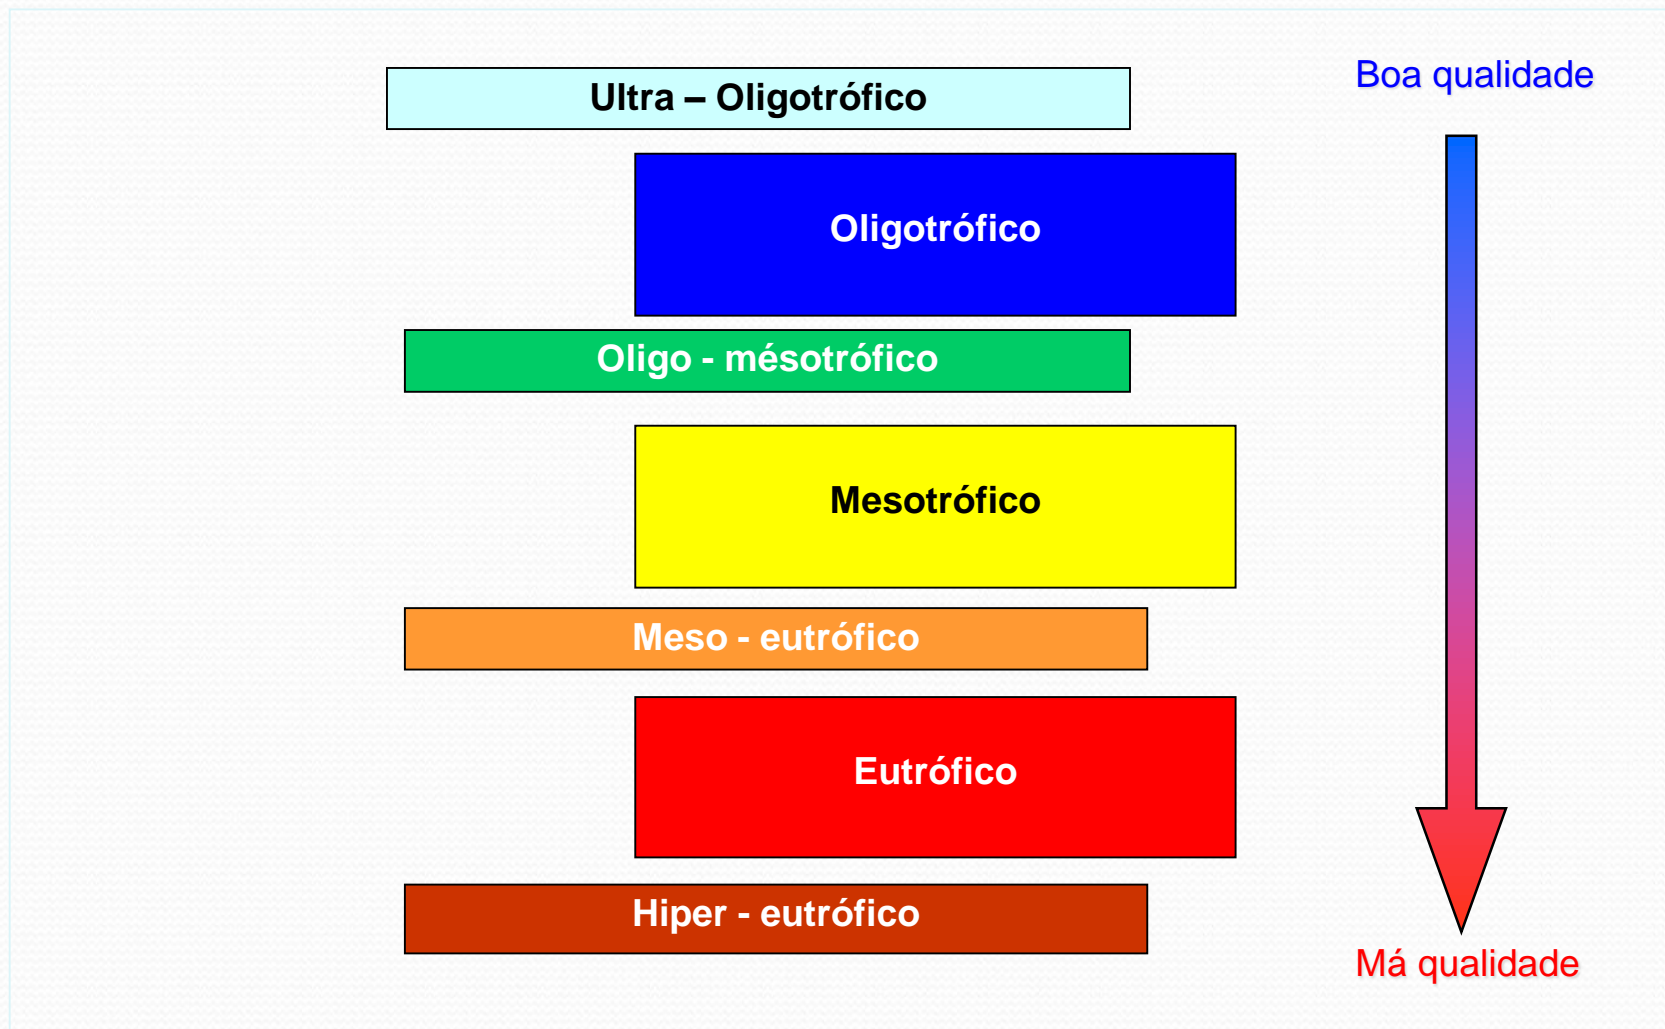 Boa qualidade
Ultra – Oligotrófico
Oligotrófico
Oligo - mésotrófico
Mesotrófico
Meso - eutrófico
Eutrófico
Hiper - eutrófico
Má qualidade